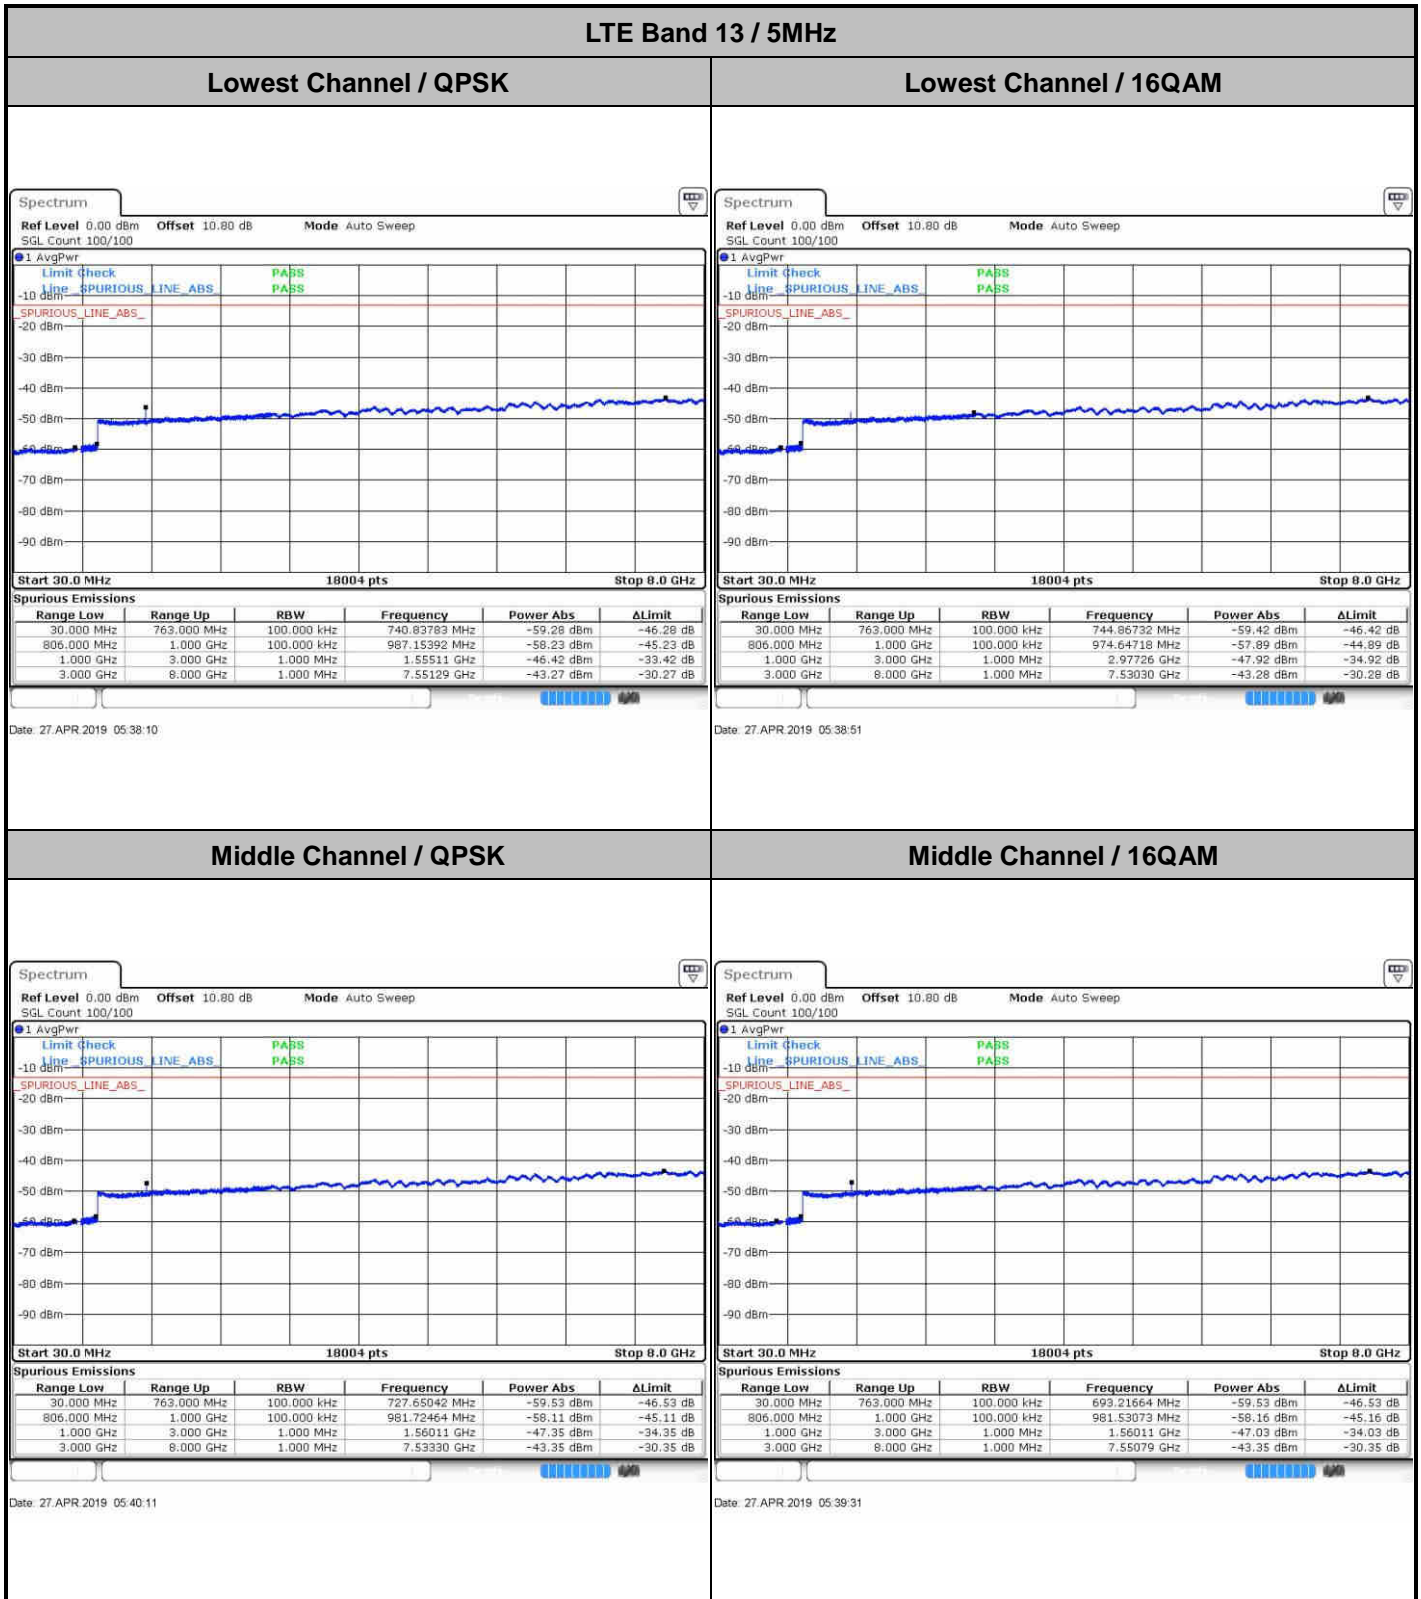 LTE Band 13 / 5MHz
Lowest Channel / QPSK
Lowest Channel / 16QAM
Spectrum
Ref Level 0.00 dBm Offset 10.80 dB Mode Auto Sweep
SGL Count 100/100
1 AvgPwr
Limit Check PASS
Line _SPURIOUS_LINE_ABS_ PASS
-10 dBm
_SPURIOUS_LINE_ABS_
-20 dBm
-30 dBm
-40 dBm
-50 dBm
-60 dBm
-70 dBm
-80 dBm
-90 dBm
Start 30.0 MHz 18004 pts Stop 8.0 GHz
Spurious Emissions
Range Low Range Up RBW Frequency Power Abs ΔLimit
30.000 MHz 763.000 MHz 100.000 kHz 740.83783 MHz -59.28 dBm -46.28 dB
806.000 MHz 1.000 GHz 100.000 kHz 987.15392 MHz -58.23 dBm -45.23 dB
1.000 GHz 3.000 GHz 1.000 MHz 1.55511 GHz -46.42 dBm -33.42 dB
3.000 GHz 8.000 GHz 1.000 MHz 7.55129 GHz -43.27 dBm -30.27 dB
Date: 27.APR.2019 05:38:10
Spectrum
Ref Level 0.00 dBm Offset 10.80 dB Mode Auto Sweep
SGL Count 100/100
1 AvgPwr
Limit Check PASS
Line _SPURIOUS_LINE_ABS_ PASS
-10 dBm
_SPURIOUS_LINE_ABS_
-20 dBm
-30 dBm
-40 dBm
-50 dBm
-60 dBm
-70 dBm
-80 dBm
-90 dBm
Start 30.0 MHz 18004 pts Stop 8.0 GHz
Spurious Emissions
Range Low Range Up RBW Frequency Power Abs ΔLimit
30.000 MHz 763.000 MHz 100.000 kHz 744.86732 MHz -59.42 dBm -46.42 dB
806.000 MHz 1.000 GHz 100.000 kHz 974.64718 MHz -57.89 dBm -44.89 dB
1.000 GHz 3.000 GHz 1.000 MHz 2.97726 GHz -47.92 dBm -34.92 dB
3.000 GHz 8.000 GHz 1.000 MHz 7.53030 GHz -43.28 dBm -30.28 dB
Date: 27.APR.2019 05:38:51
Middle Channel / QPSK
Middle Channel / 16QAM
Spectrum
Ref Level 0.00 dBm Offset 10.80 dB Mode Auto Sweep
SGL Count 100/100
1 AvgPwr
Limit Check PASS
Line _SPURIOUS_LINE_ABS_ PASS
-10 dBm
_SPURIOUS_LINE_ABS_
-20 dBm
-30 dBm
-40 dBm
-50 dBm
-60 dBm
-70 dBm
-80 dBm
-90 dBm
Start 30.0 MHz 18004 pts Stop 8.0 GHz
Spurious Emissions
Range Low Range Up RBW Frequency Power Abs ΔLimit
30.000 MHz 763.000 MHz 100.000 kHz 727.65042 MHz -59.53 dBm -46.53 dB
806.000 MHz 1.000 GHz 100.000 kHz 981.72464 MHz -58.11 dBm -45.11 dB
1.000 GHz 3.000 GHz 1.000 MHz 1.56011 GHz -47.35 dBm -34.35 dB
3.000 GHz 8.000 GHz 1.000 MHz 7.53330 GHz -43.35 dBm -30.35 dB
Date: 27.APR.2019 05:40:11
Spectrum
Ref Level 0.00 dBm Offset 10.80 dB Mode Auto Sweep
SGL Count 100/100
1 AvgPwr
Limit Check PASS
Line _SPURIOUS_LINE_ABS_ PASS
-10 dBm
_SPURIOUS_LINE_ABS_
-20 dBm
-30 dBm
-40 dBm
-50 dBm
-60 dBm
-70 dBm
-80 dBm
-90 dBm
Start 30.0 MHz 18004 pts Stop 8.0 GHz
Spurious Emissions
Range Low Range Up RBW Frequency Power Abs ΔLimit
30.000 MHz 763.000 MHz 100.000 kHz 693.21664 MHz -59.53 dBm -46.53 dB
806.000 MHz 1.000 GHz 100.000 kHz 981.53073 MHz -58.16 dBm -45.16 dB
1.000 GHz 3.000 GHz 1.000 MHz 1.56011 GHz -47.03 dBm -34.03 dB
3.000 GHz 8.000 GHz 1.000 MHz 7.55079 GHz -43.35 dBm -30.35 dB
Date: 27.APR.2019 05:39:31